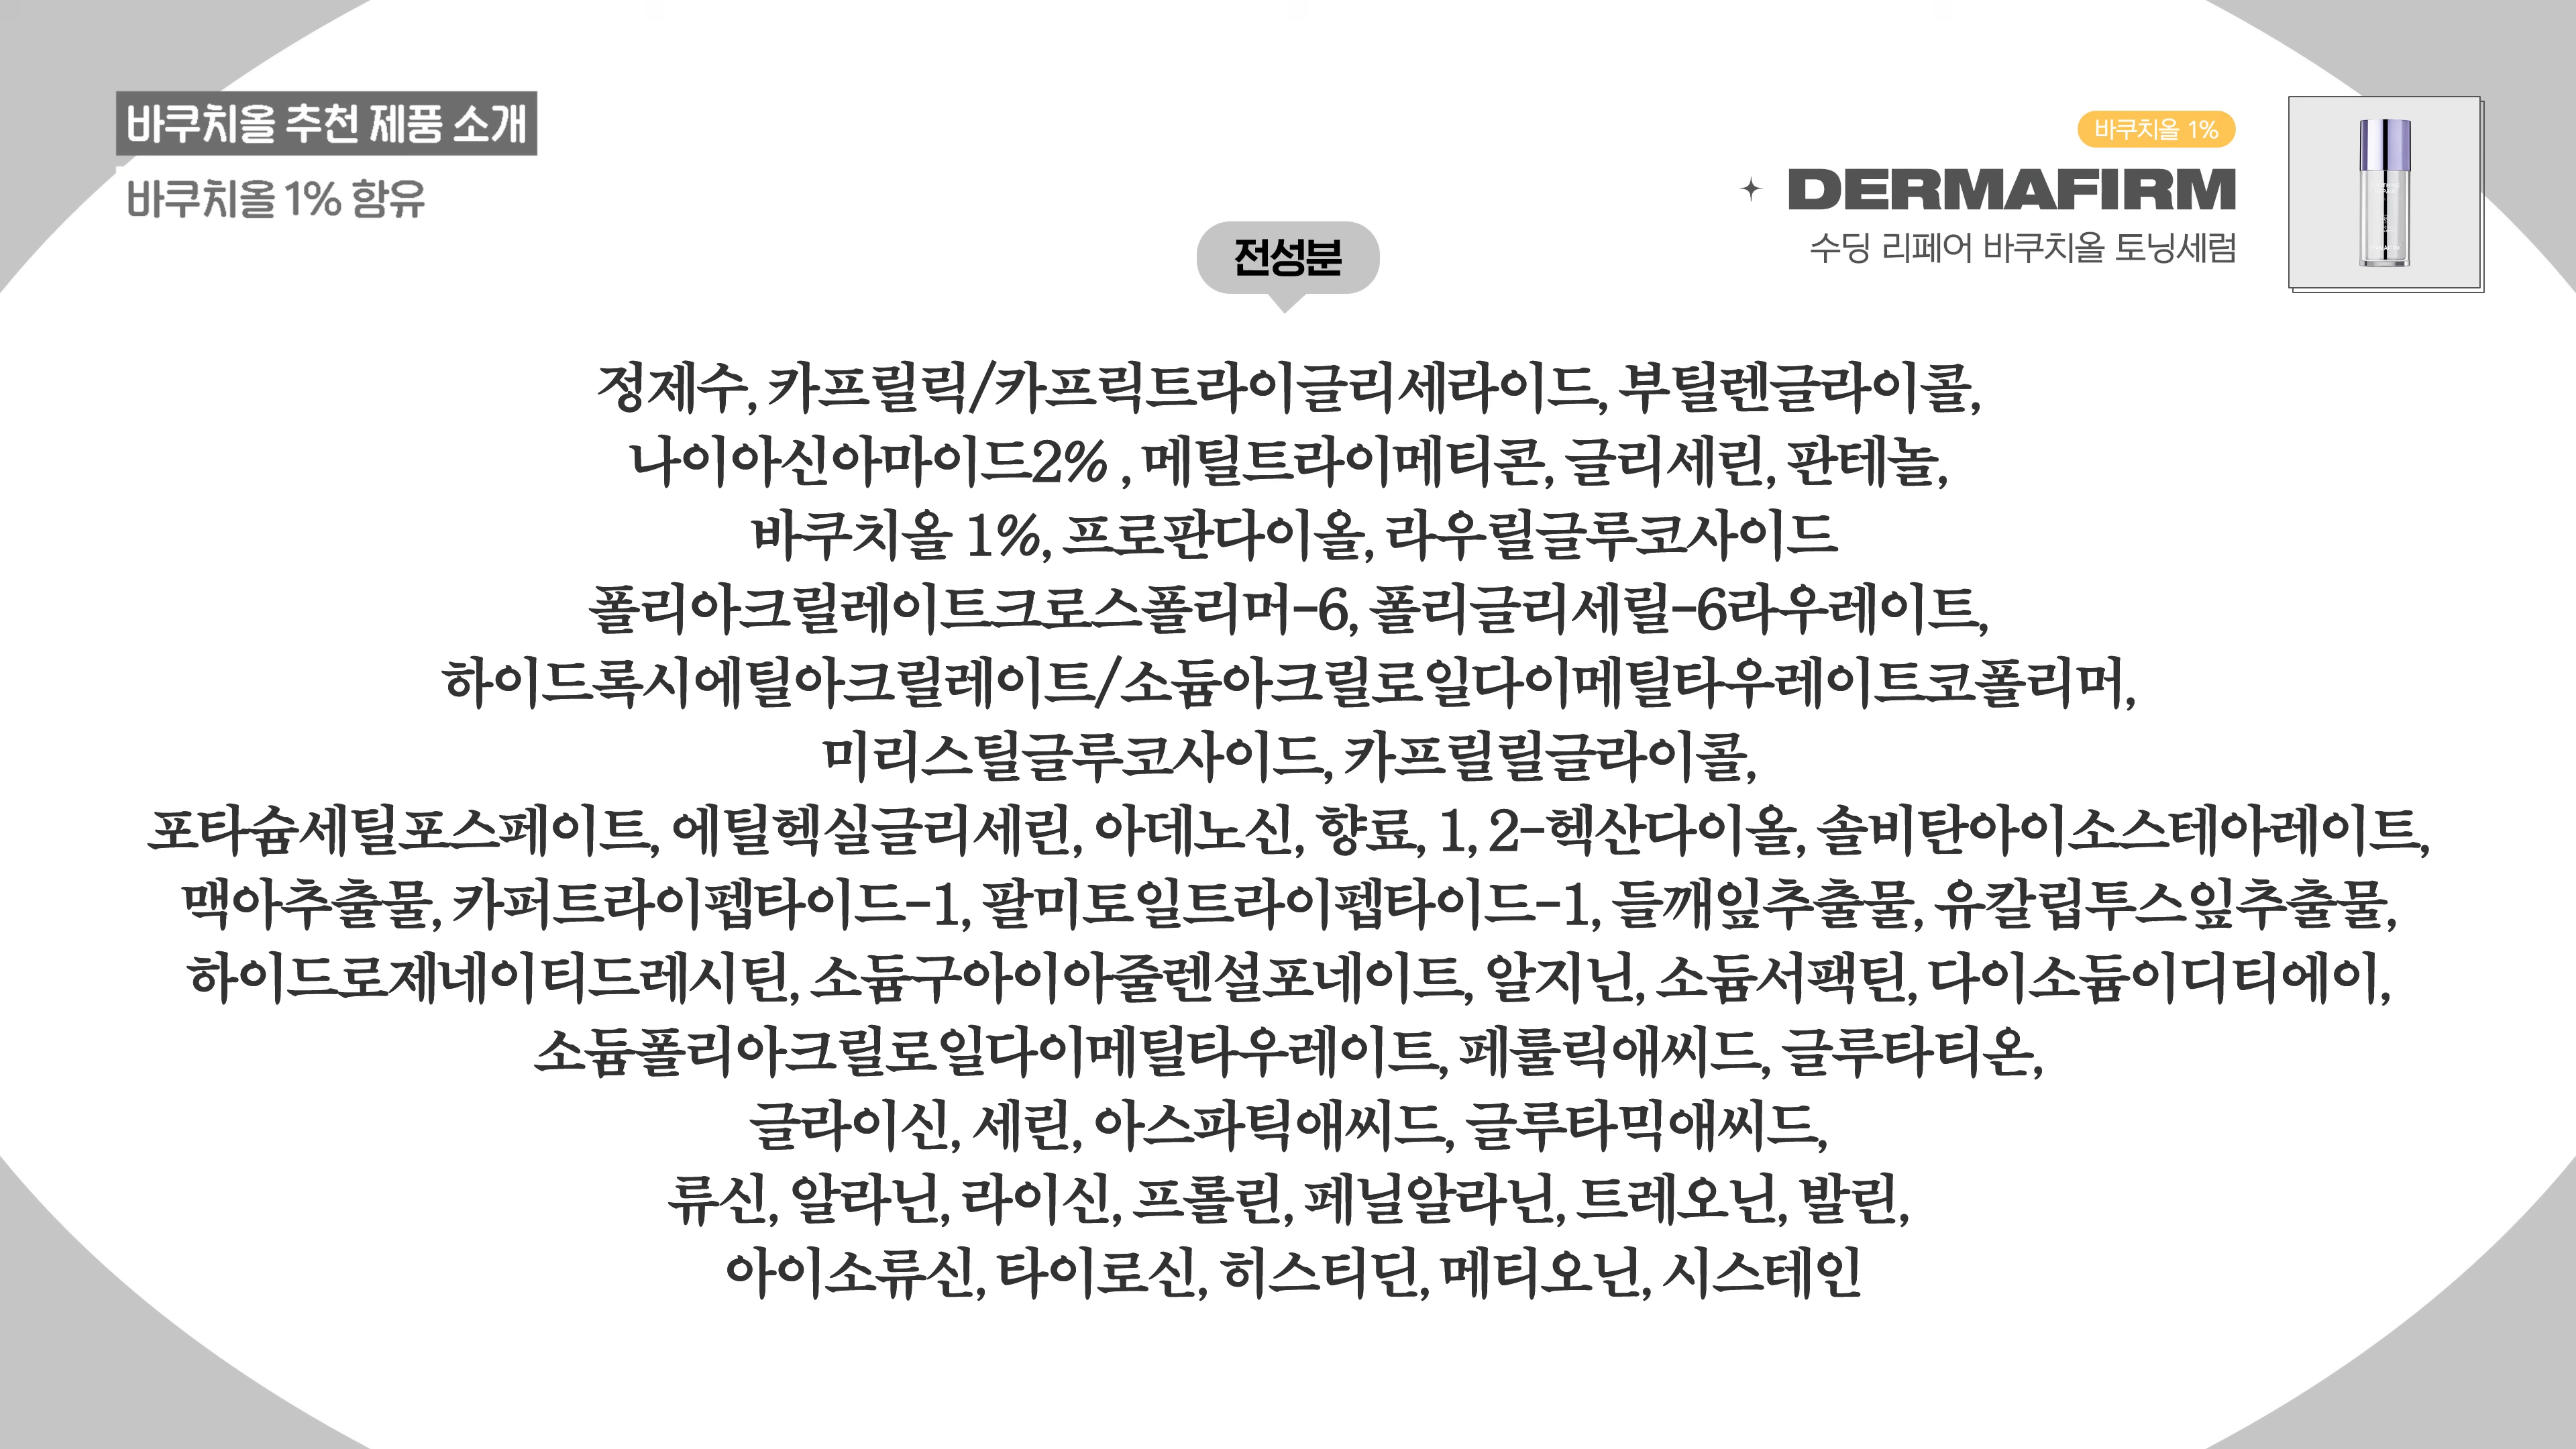 바쿠치올 추천 제품 소개
바쿠치올 1% 함유
바쿠치올 1%
DERMAFIRM
수딩 리페어 바쿠치올 토닝세럼
전성분
정제수, 카프릴릭/카프릭트라이글리세라이드, 부틸렌글라이콜,
나이아신아마이드2% , 메틸트라이메티콘, 글리세린, 판테놀,
바쿠치올 1%, 프로판다이올, 라우릴글루코사이드
폴리아크릴레이트크로스폴리머-6, 폴리글리세릴-6라우레이트,
하이드록시에틸아크릴레이트/소듐아크릴로일다이메틸타우레이트코폴리머,
미리스틸글루코사이드, 카프릴릴글라이콜,
포타슘세틸포스페이트, 에틸헥실글리세린, 아데노신, 향료, 1, 2-헥산다이올, 솔비탄아이소스테아레이트,
맥아추출물, 카퍼트라이펩타이드-1, 팔미토일트라이펩타이드-1, 들깨잎추출물, 유칼립투스잎추출물,
하이드로제네이티드레시틴, 소듐구아이아줄렌설포네이트, 알지닌, 소듐서팩틴, 다이소듐이디티에이,
소듐폴리아크릴로일다이메틸타우레이트, 페룰릭애씨드, 글루타티온,
글라이신, 세린, 아스파틱애씨드, 글루타믹애씨드,
류신, 알라닌, 라이신, 프롤린, 페닐알라닌, 트레오닌, 발린,
아이소류신, 타이로신, 히스티딘, 메티오닌, 시스테인